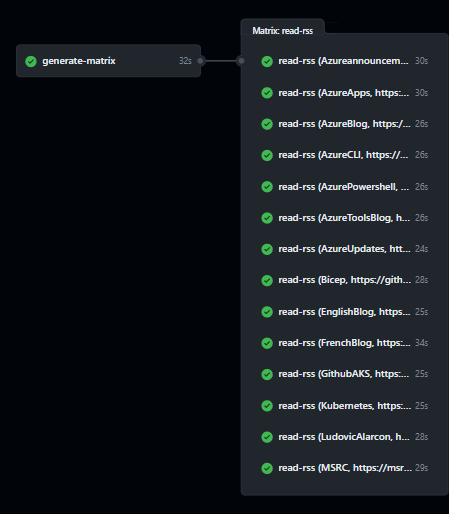 Matrix: read-rss
generate-matrix 32s
read-rss (Azureannouncem... 30s
read-rss (AzureApps, https:... 30s
read-rss (AzureBlog, https:/... 26s
read-rss (AzureCLI, https://... 26s
read-rss (AzurePowershell, ... 26s
read-rss (AzureToolsBlog, h... 26s
read-rss (AzureUpdates, htt... 24s
read-rss (Bicep, https://gith... 28s
read-rss (EnglishBlog, https... 25s
read-rss (FrenchBlog, https:... 34s
read-rss (GithubAKS, https:... 25s
read-rss (Kubernetes, https:... 25s
read-rss (LudovicAlarcon, h... 28s
read-rss (MSRC, https://msr... 29s